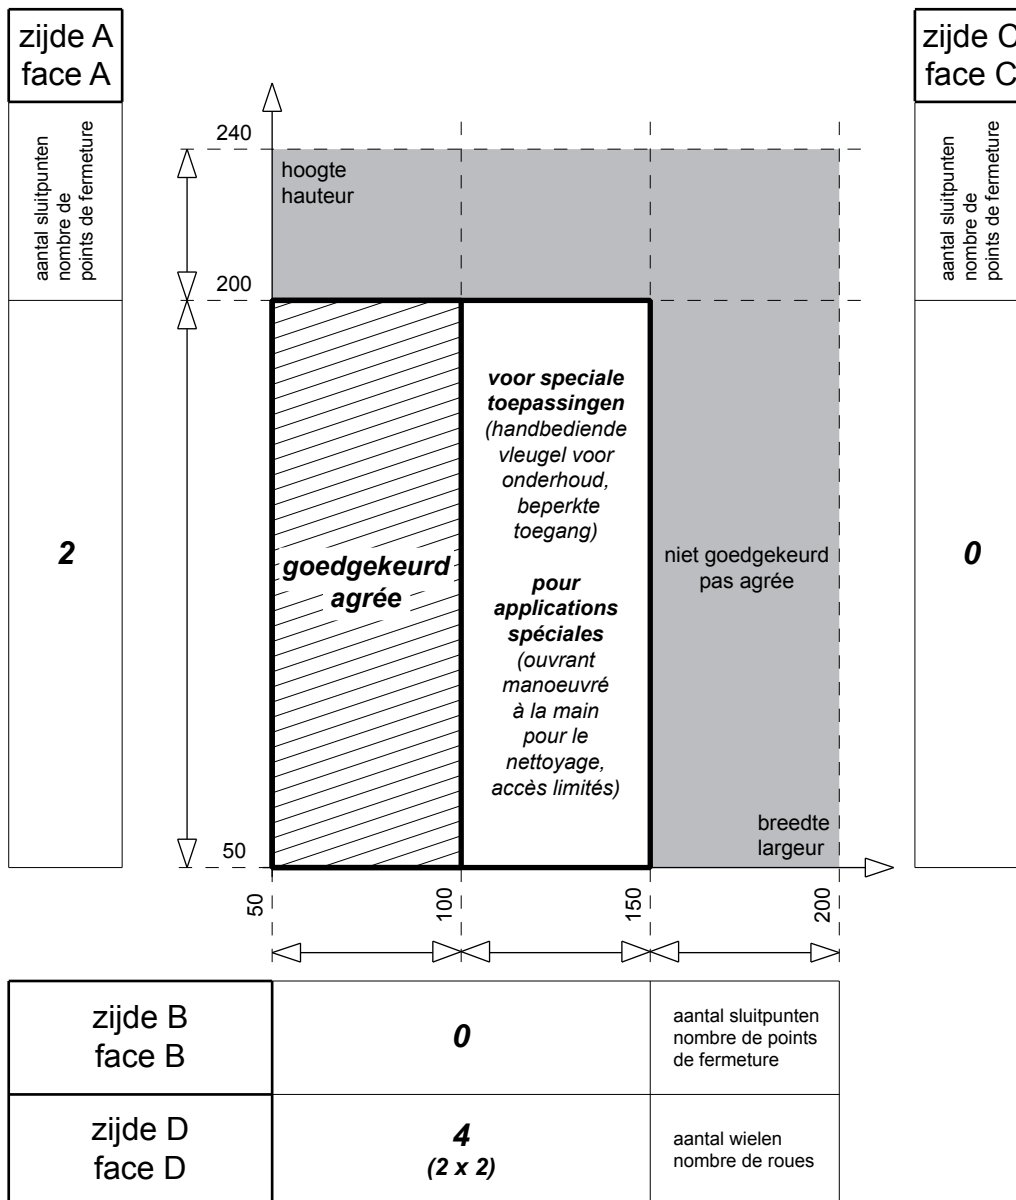 zijde A
face A
aantal sluitpunten
nombre de
points de fermeture
2
240
200
50
hoogte
hauteur
goedgekeurd
agrée
voor speciale
toepassingen
(handbediende
vleugel voor
onderhoud,
beperkte
toegang)
pour
applications
spéciales
(ouvrant
manoeuvré
à la main
pour le
nettoyage,
accès limités)
niet goedgekeurd
pas agrée
breedte
largeur
50
100
150
200
zijde C
face C
aantal sluitpunten
nombre de
points de fermeture
0
zijde B
face B
0
aantal sluitpunten
nombre de points
de fermeture
zijde D
face D
4
(2 x 2)
aantal wielen
nombre de roues